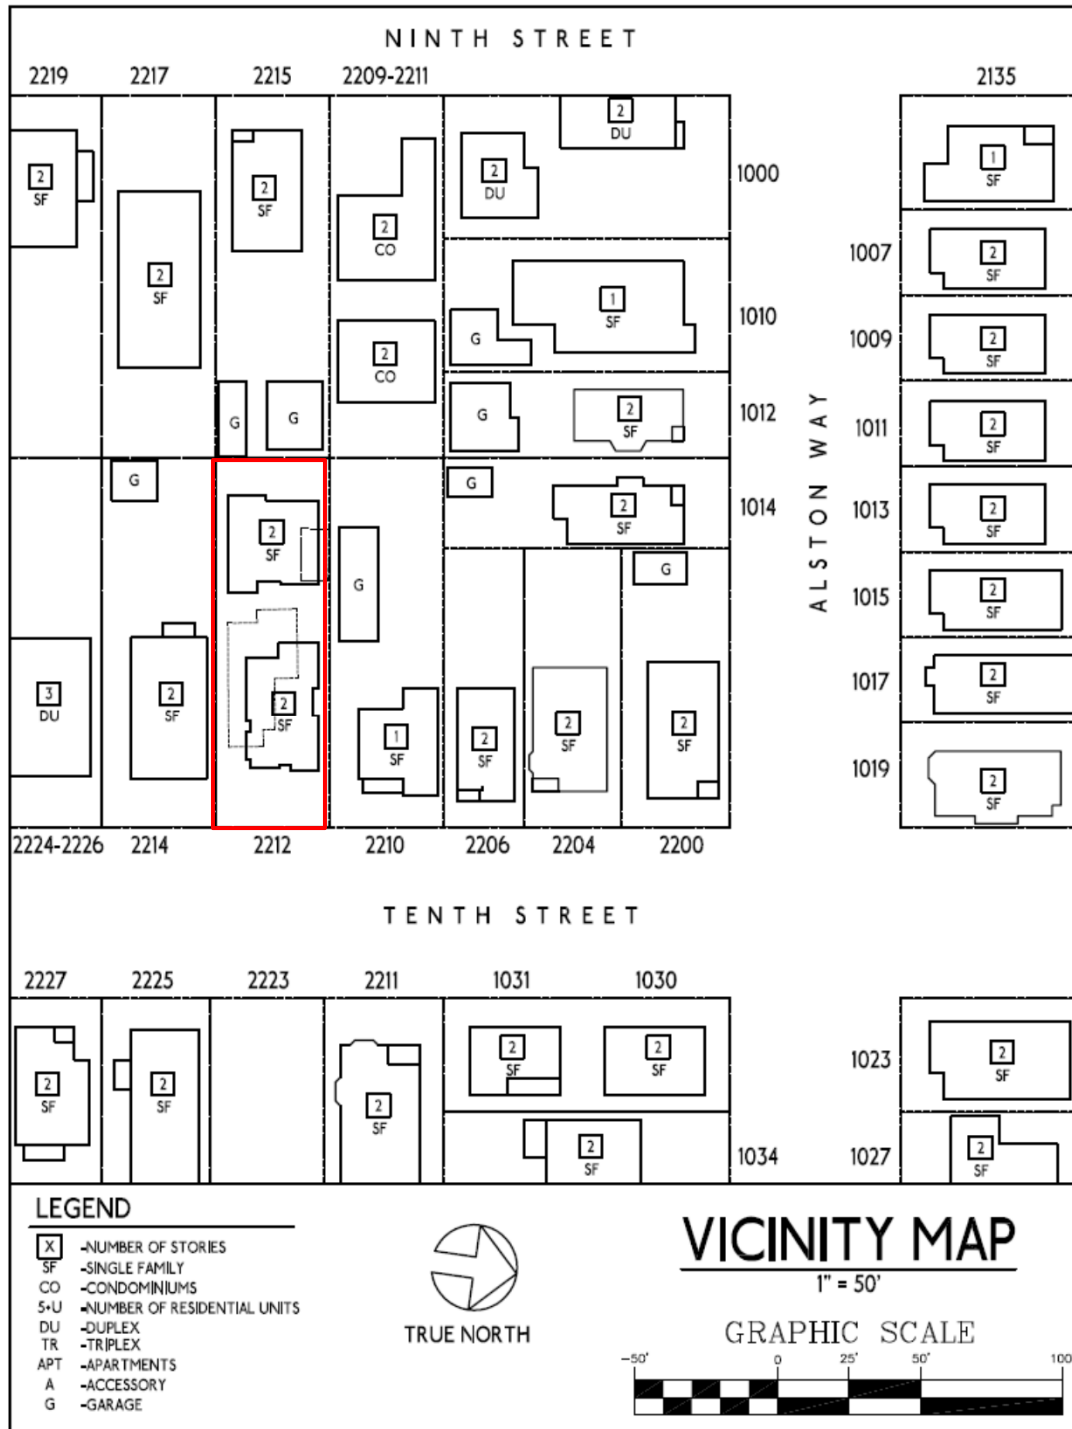 NINTH STREET
2219 2217 2215 2209-2211 2135
2 DU
2 SF
2 SF
2 DU
1000
1 SF
2 CO
1007
2 SF
2 SF
1 SF
1010
1009
2 SF
G
2 CO
G
G
G
2 SF
1012
1011
2 SF
ALSTON WAY
G
G
2 SF
1014
1013
2 SF
2 SF
G
G
1015
2 SF
3 DU
2 SF
2 SF
1 SF
2 SF
2 SF
2 SF
1017
2 SF
1019
2 SF
2224-2226 2214 2212 2210 2206 2204 2200
TENTH STREET
2227 2225 2223 2211 1031 1030
2 SF
2 SF
2 SF
2 SF
2 SF
1023
2 SF
2 SF
1034
1027
2 SF
LEGEND
X -NUMBER OF STORIES
SF -SINGLE FAMILY
CO -CONDOMINIUMS
5+U -NUMBER OF RESIDENTIAL UNITS
DU -DUPLEX
TR -TRIPLEX
APT -APARTMENTS
A -ACCESSORY
G -GARAGE
TRUE NORTH
VICINITY MAP
1" = 50'
GRAPHIC SCALE
-50' 0 25' 50' 100